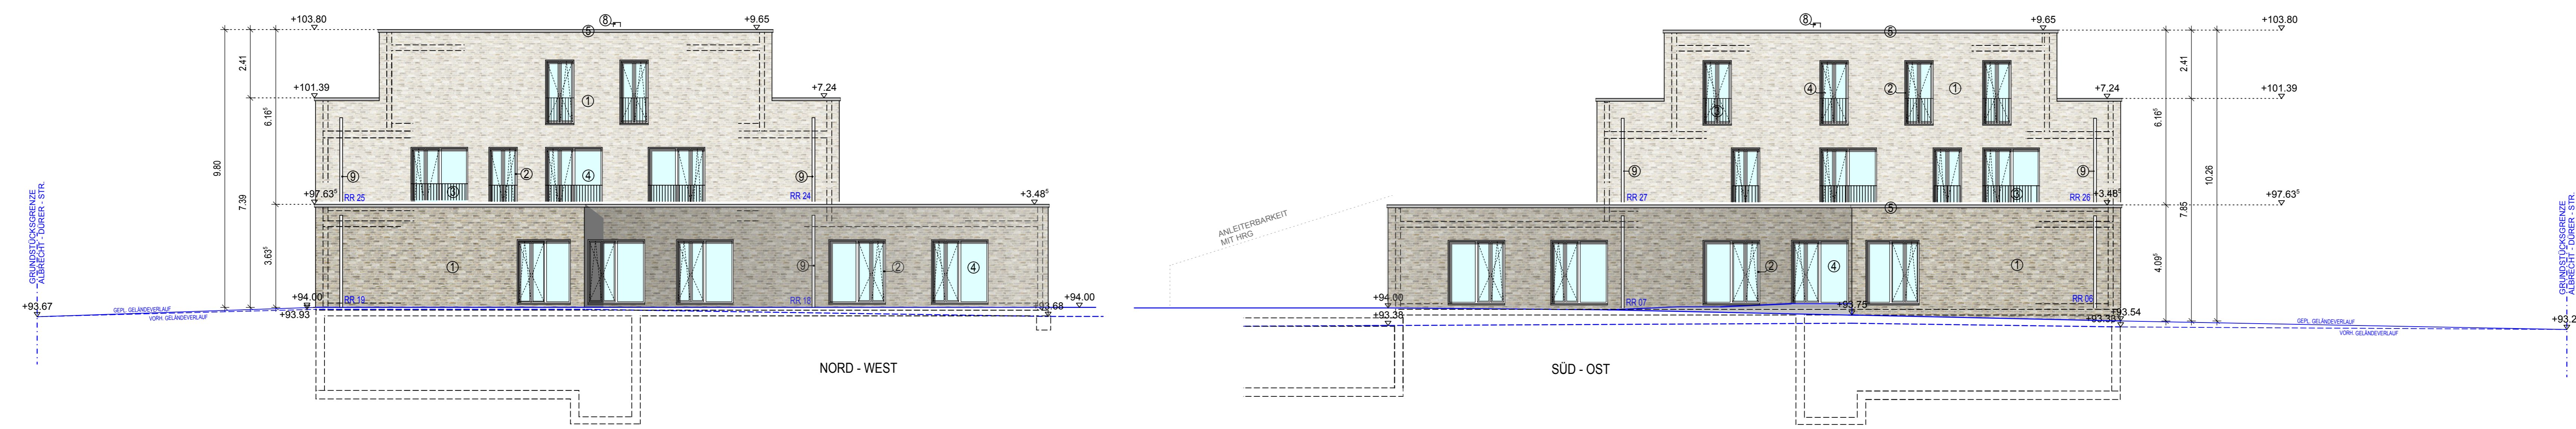 +103.80
8
5
+9.65
2.41
+101.39
1
+7.24
6.16⁵
9.80
9
2
4
9
3
+97.63⁵
RR 25
RR 24
+3.48⁵
7.39
GRUNDSTÜCKSGRENZE
ALBRECHT - DÜRER - STR.
3.63⁵
1
9
2
4
+93.67
GEPL. GELÄNDEVERLAUF
VORH. GELÄNDEVERLAUF
+94.00
RR 19
RR 18
+94.00
+93.93
+93.68
NORD - WEST
8
5
+9.65
+103.80
2.41
4
2
1
3
+7.24
+101.39
6.16⁵
10.26
9
9
3
RR 27
RR 26
+3.48⁵
+97.63⁵
5
7.85
ANLEITERBARKEIT
MIT HRG
2
4
1
4.09⁵
GRUNDSTÜCKSGRENZE
ALBRECHT - DÜRER - STR.
+94.00
RR 07
+93.75
RR 06
+93.54
+93.38
+93.39
GEPL. GELÄNDEVERLAUF
VORH. GELÄNDEVERLAUF
+93.2
SÜD - OST